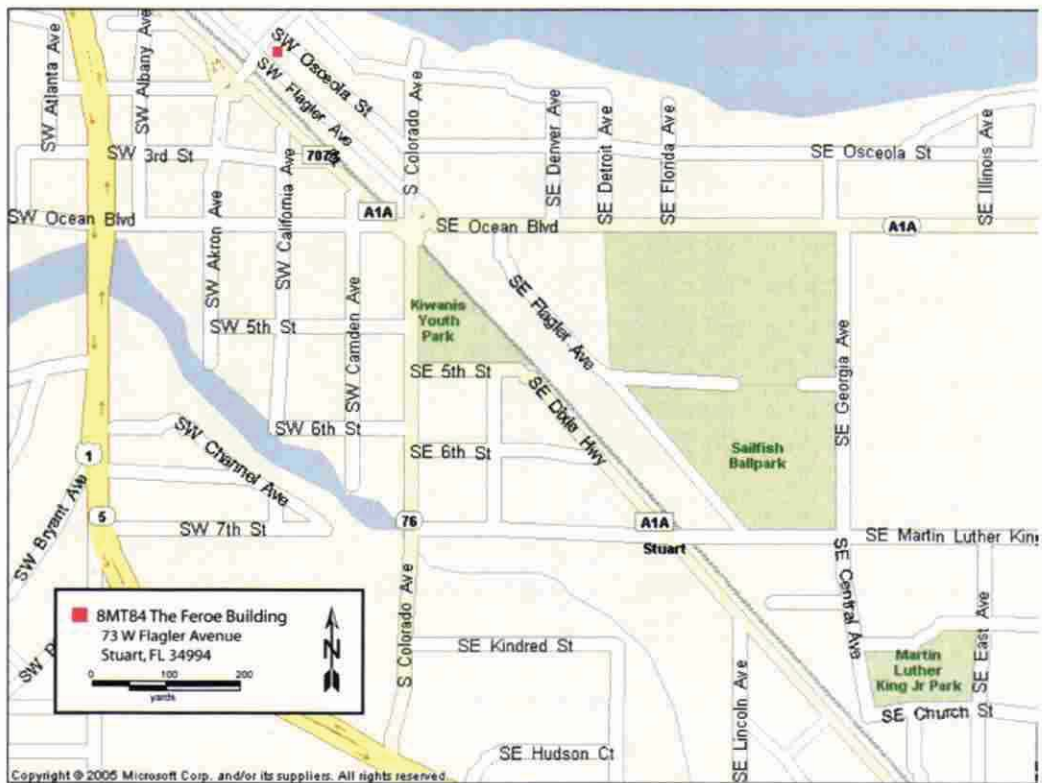 SW Atlanta Ave
SW Albany Ave
SW Osceola St
SW Flagler Ave
S Colorado Ave
SE Denver Ave
SE Detroit Ave
SE Florida Ave
SE Illinois Ave
SW 3rd St
SE Osceola St
SW Akron Ave
SW California Ave
SW Ocean Blvd
A1A
SE Ocean Blvd
A1A
Kiwanis
Youth
Park
SE Flagler Ave
SW 5th St
SW Camden Ave
SE 5th St
SE Dixie Hwy
SE Georgia Ave
SW 6th St
SE 6th St
Sailfish
Ballpark
SW Channel Ave
1
SW Bryant Ave
5
SW 7th St
76
A1A
Stuart
SE Martin Luther King
SE Central Ave
SE East Ave
8MT84 The Feroe Building
73 W Flagler Avenue
Stuart, FL 34994
0 100 200
yards
N
S Colorado Ave
SE Kindred St
SE Lincoln Ave
Martin
Luther
King Jr Park
SE Church St
SE Hudson Ct
Copyright © 2005 Microsoft Corp. and/or its suppliers. All rights reserved.